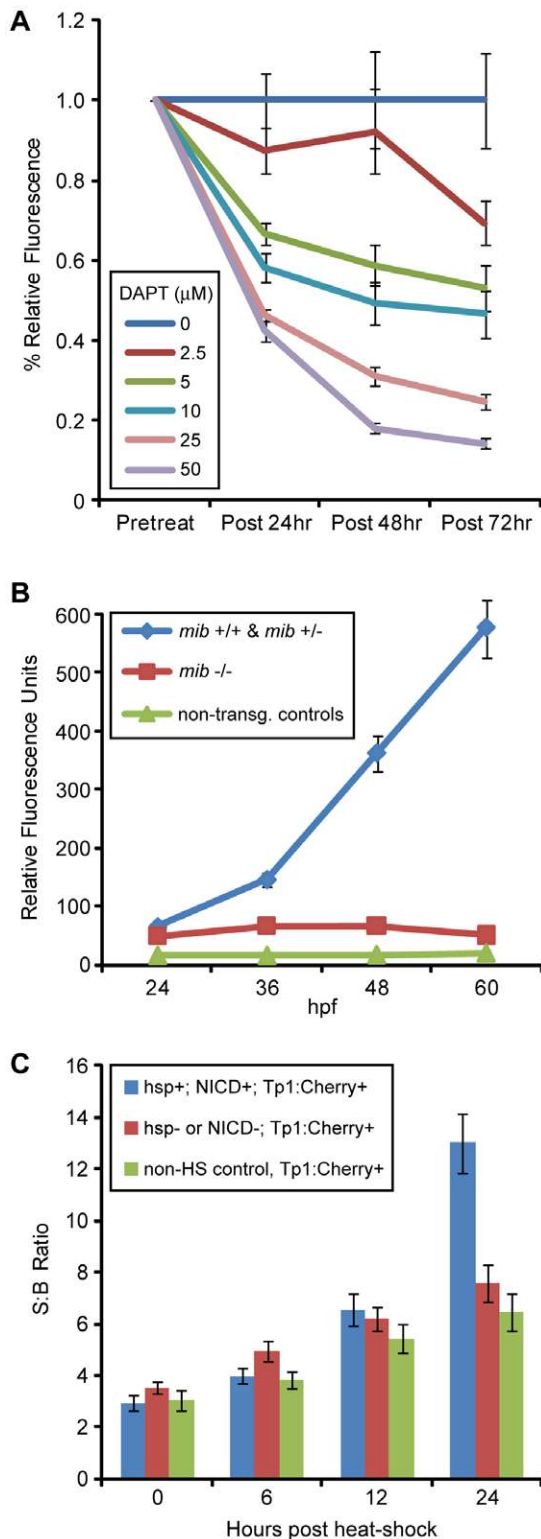 A
1.2
1.0
0.8
0.6
0.4
0.2
0
% Relative Fluorescence
DAPT (µM)
0
2.5
5
10
25
50
Pretreat Post 24hr Post 48hr Post 72hr
B
600
500
400
300
200
100
0
Relative Fluorescence Units
mib +/+ & mib +/-
mib -/-
non-transg. controls
24 36 48 60
hpf
C
16
14
12
10
8
6
4
2
0
S:B Ratio
hsp+; NICD+; Tp1:Cherry+
hsp- or NICD-; Tp1:Cherry+
non-HS control, Tp1:Cherry+
0 6 12 24
Hours post heat-shock